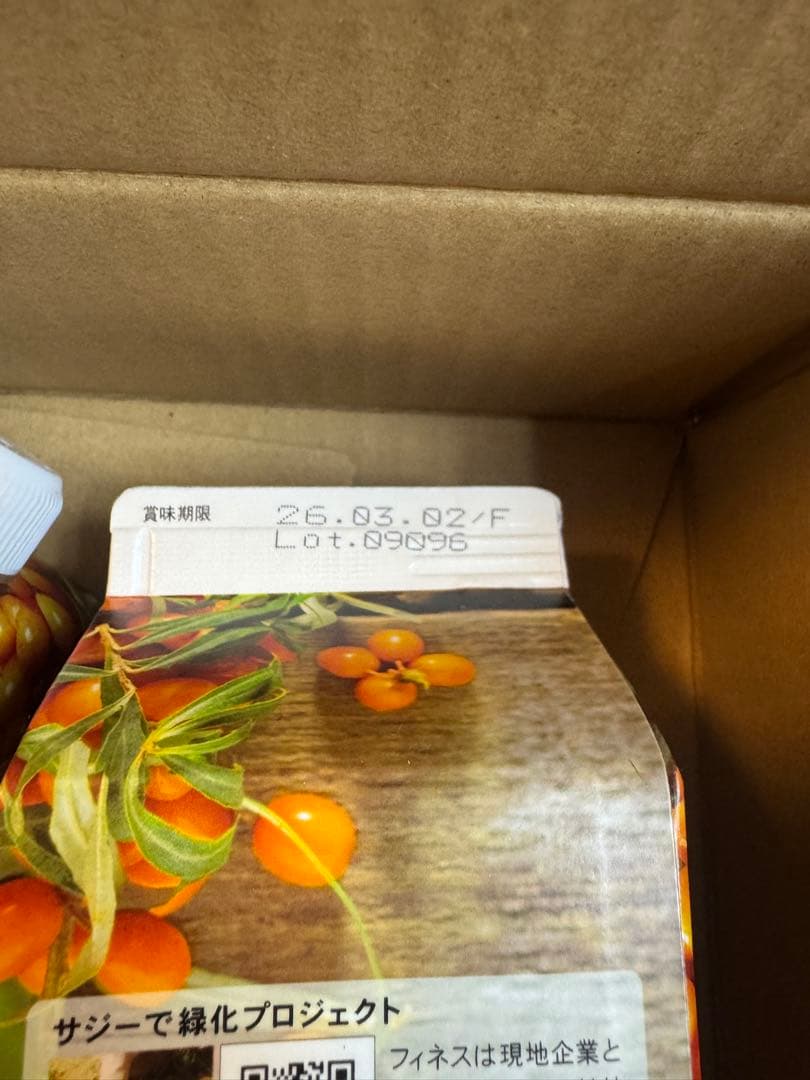 賞味期限 26.03.02/F
Lot.09096
サジーで緑化プロジェクト
フィネスは現地企業と